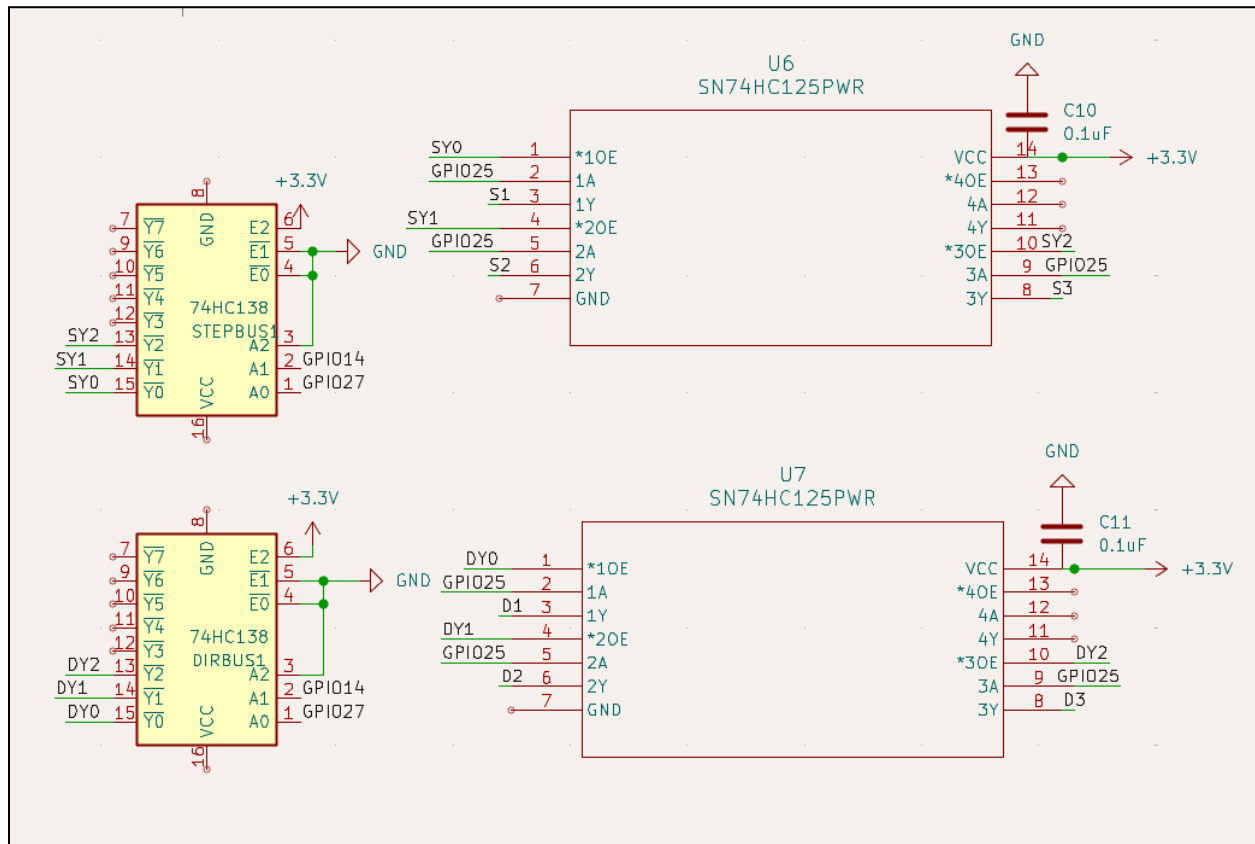 GND
U6
SN74HC125PWR
C10
0.1uF
SY0 1 *1OE VCC 14 +3.3V
GPIO25 2 1A *4OE 13
S1 3 1Y 4A 12
SY1 4 *2OE 4Y 11
GPIO25 5 2A *3OE 10 SY2
S2 6 2Y 3A 9 GPIO25
7 GND 3Y 8 S3
+3.3V
8
GND
7 Y7 E2 6
9 Y6 E1 5 GND
10 Y5 E0 4
11 Y4
74HC138
12 Y3
STEPBUS1
SY2 13 Y2 A2 3
SY1 14 Y1 A1 2 GPIO14
SY0 15 Y0 A0 1 GPIO27
VCC
16
GND
U7
SN74HC125PWR
C11
0.1uF
DY0 1 *1OE VCC 14 +3.3V
GPIO25 2 1A *4OE 13
D1 3 1Y 4A 12
DY1 4 *2OE 4Y 11
GPIO25 5 2A *3OE 10 DY2
D2 6 2Y 3A 9 GPIO25
7 GND 3Y 8 D3
+3.3V
8
GND
7 Y7 E2 6
9 Y6 E1 5 GND
10 Y5 E0 4
11 Y4
74HC138
12 Y3
DIRBUS1
DY2 13 Y2 A2 3
DY1 14 Y1 A1 2 GPIO14
DY0 15 Y0 A0 1 GPIO27
VCC
16